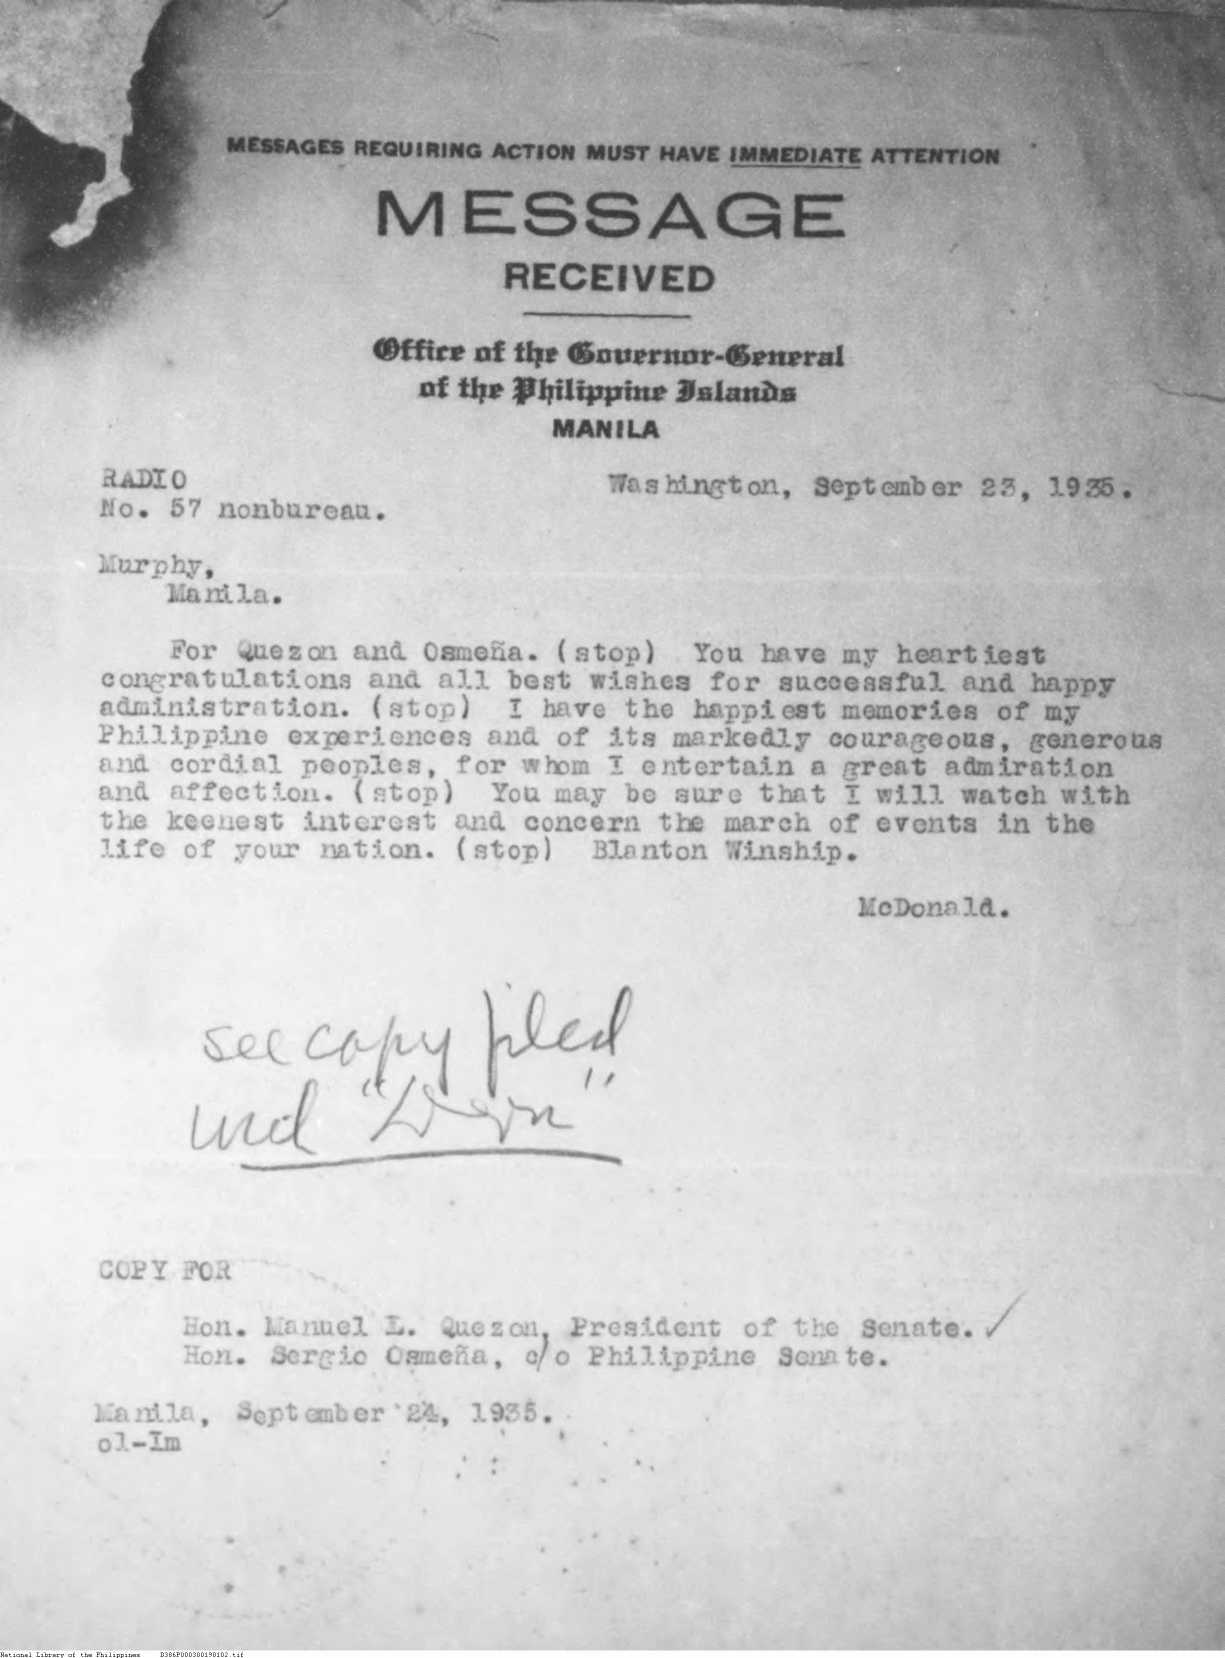 MESSAGES REQUIRING ACTION MUST HAVE IMMEDIATE ATTENTION
MESSAGE
RECEIVED
Office of the Governor-General
of the Philippine Islands
MANILA
RADIO
Washington, September 23, 1935.
No. 57 nonbureau.
Murphy,
Manila.
For Quezon and Osmeña. (stop) You have my heartiest
congratulations and all best wishes for successful and happy
administration. (stop) I have the happiest memories of my
Philippine experiences and of its markedly courageous, generous
and cordial peoples, for whom I entertain a great admiration
and affection. (stop) You may be sure that I will watch with
the keenest interest and concern the march of events in the
life of your nation. (stop) Blanton Winship.
McDonald.
see copy filed
und
COPY FOR
Hon. Manuel L. Quezon, President of the Senate. ✓
Hon. Sergio Osmeña, c/o Philippine Senate.
Manila, September 24, 1935.
ol-Im
National Library of the Philippines D386P000300190102.tif